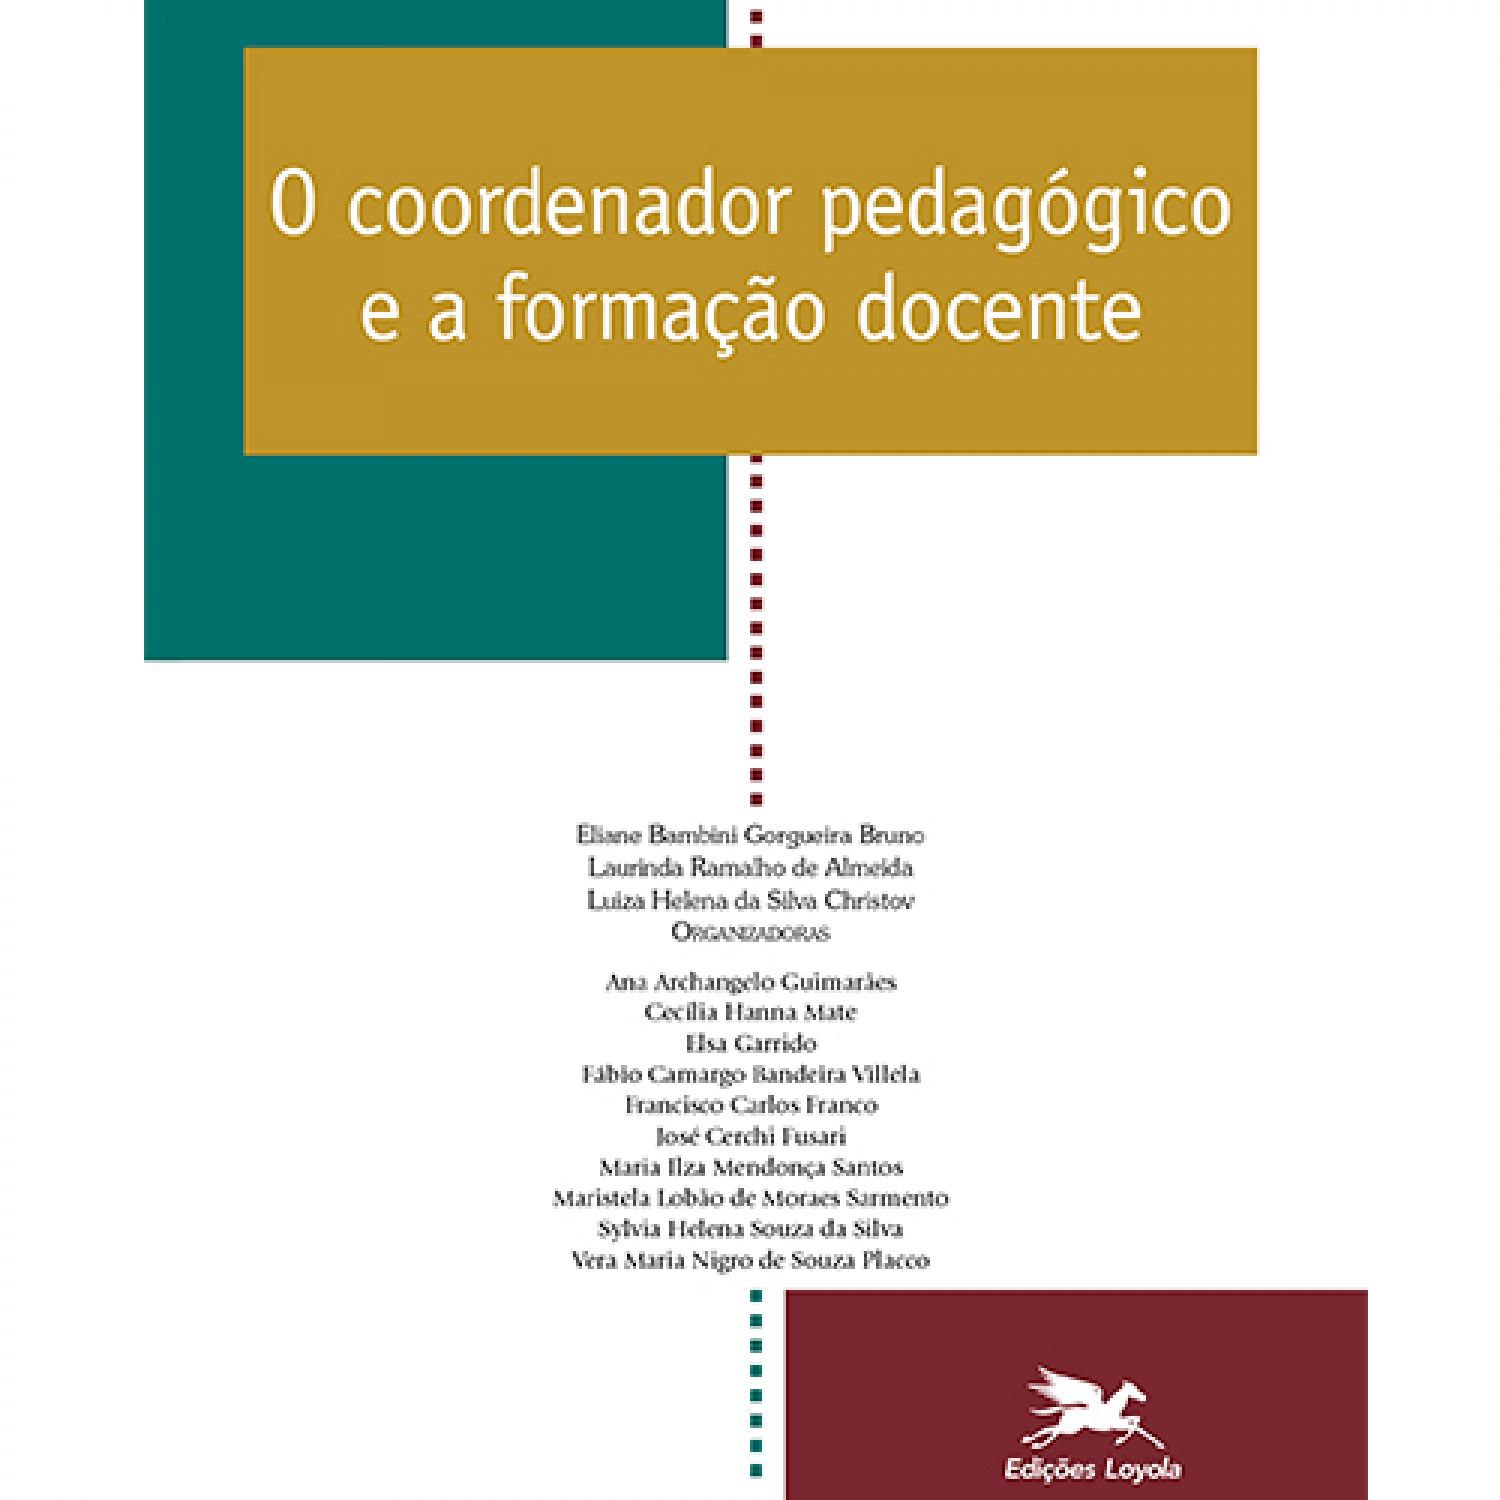 O coordenador pedagógico
e a formação docente
Eliane Bambini Gorgueira Bruno
Laurinda Ramalho de Almeida
Luiza Helena da Silva Christov
ORGANIZADORAS
Ana Archangelo Guimarães
Cecília Hanna Mate
Elsa Garrido
Fábio Camargo Bandeira Villela
Francisco Carlos Franco
José Cerchi Fusari
Maria Ilza Mendonça Santos
Maristela Lobão de Moraes Sarmento
Sylvia Helena Souza da Silva
Vera Maria Nigro de Souza Placco
Edições Loyola